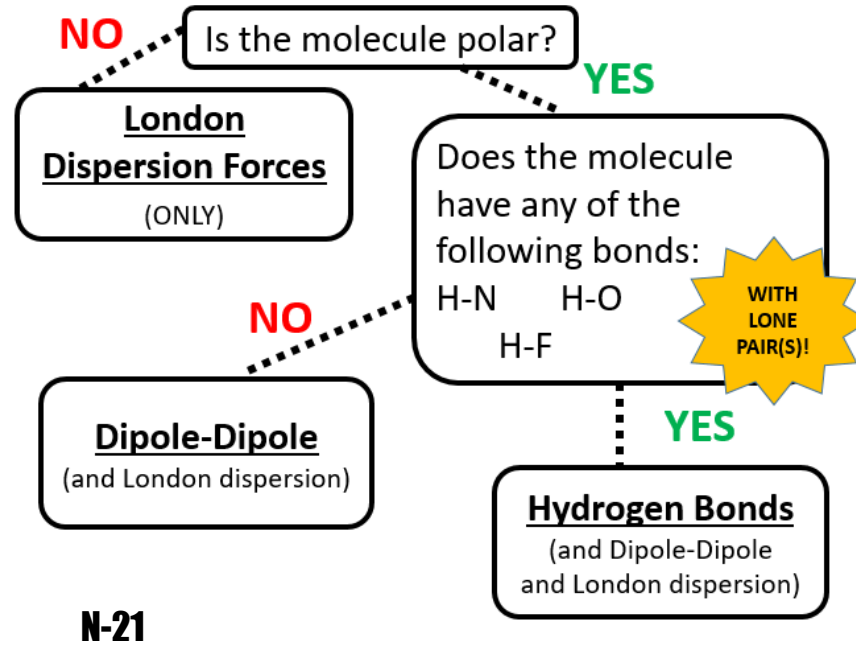 NO
Is the molecule polar?
YES
London
Dispersion Forces
(ONLY)
Does the molecule
have any of the
following bonds:
H-N H-O
H-F
WITH
LONE
PAIR(S)!
NO
Dipole-Dipole
(and London dispersion)
YES
Hydrogen Bonds
(and Dipole-Dipole
and London dispersion)
N-21